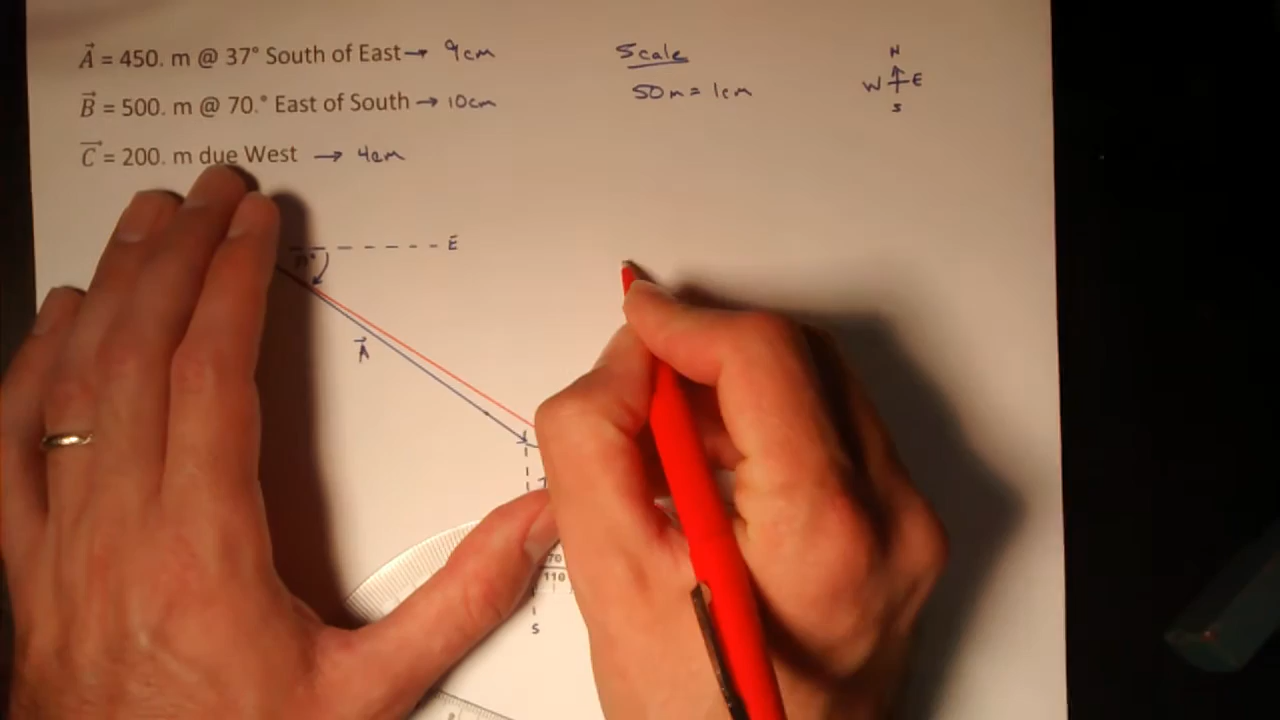 A⃗ = 450. m @ 37° South of East → 9cm
B⃗ = 500. m @ 70.° East of South → 10cm
C⃗ = 200. m due West → 4cm
Scale
50m = 1cm
N
W E
S
E
A⃗
70
110
S